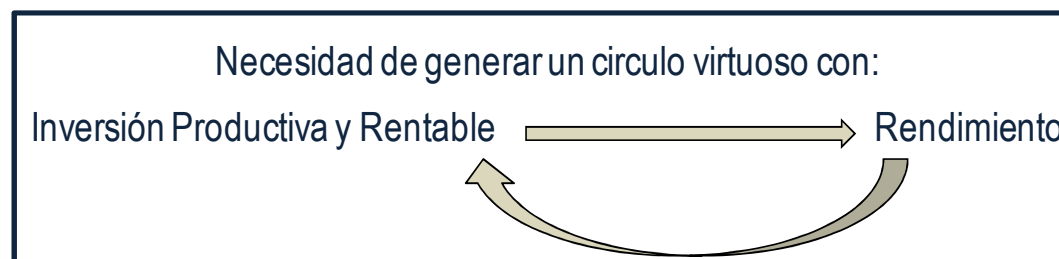 Necesidad de generar un circulo virtuoso con:
Inversión Productiva y Rentable Rendimiento